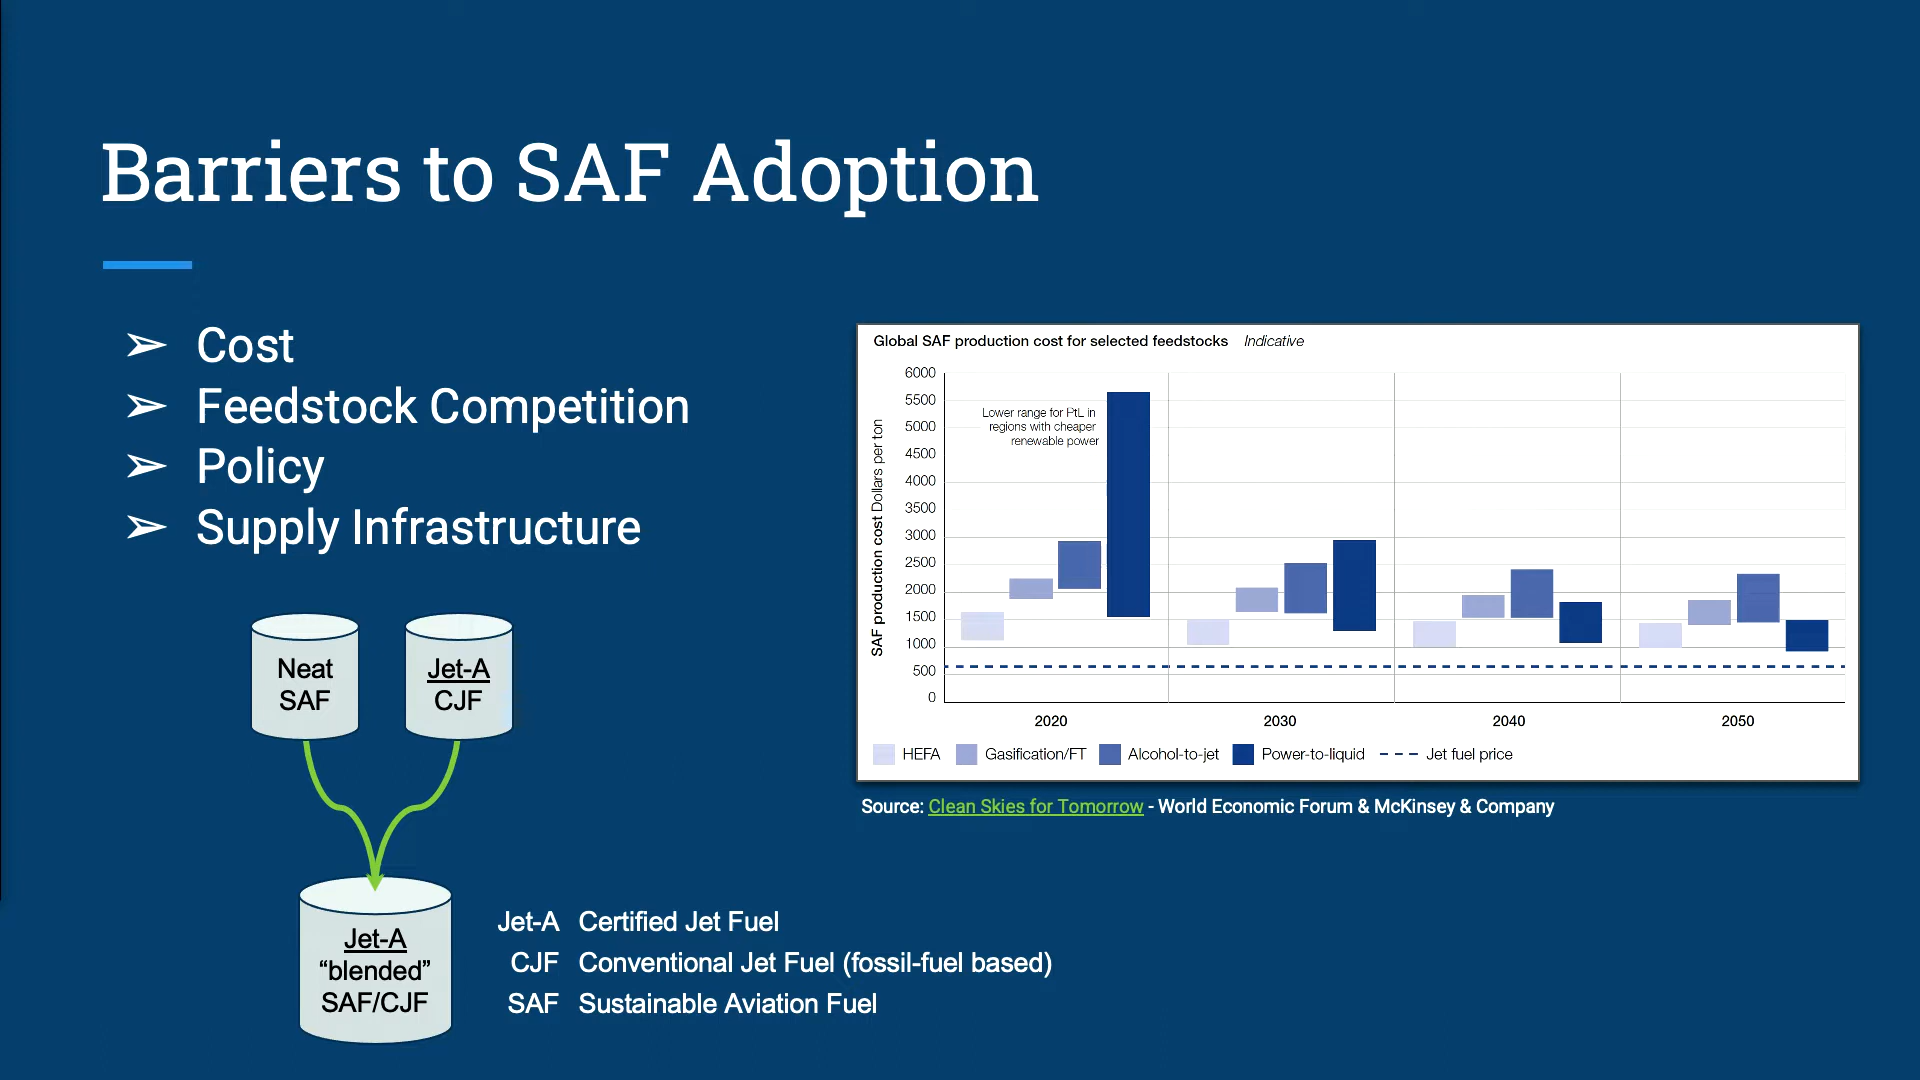 Barriers to SAF Adoption
➢ Cost
➢ Feedstock Competition
➢ Policy
➢ Supply Infrastructure
Neat
SAF
Jet-A
CJF
Jet-A
“blended”
SAF/CJF
Jet-A Certified Jet Fuel
CJF Conventional Jet Fuel (fossil-fuel based)
SAF Sustainable Aviation Fuel
Global SAF production cost for selected feedstocks Indicative
SAF production cost Dollars per ton
6000
5500
5000
4500
4000
3500
3000
2500
2000
1500
1000
500
0
Lower range for PtL in
regions with cheaper
renewable power
2020 2030 2040 2050
HEFA Gasification/FT Alcohol-to-jet Power-to-liquid Jet fuel price
Source: Clean Skies for Tomorrow - World Economic Forum & McKinsey & Company